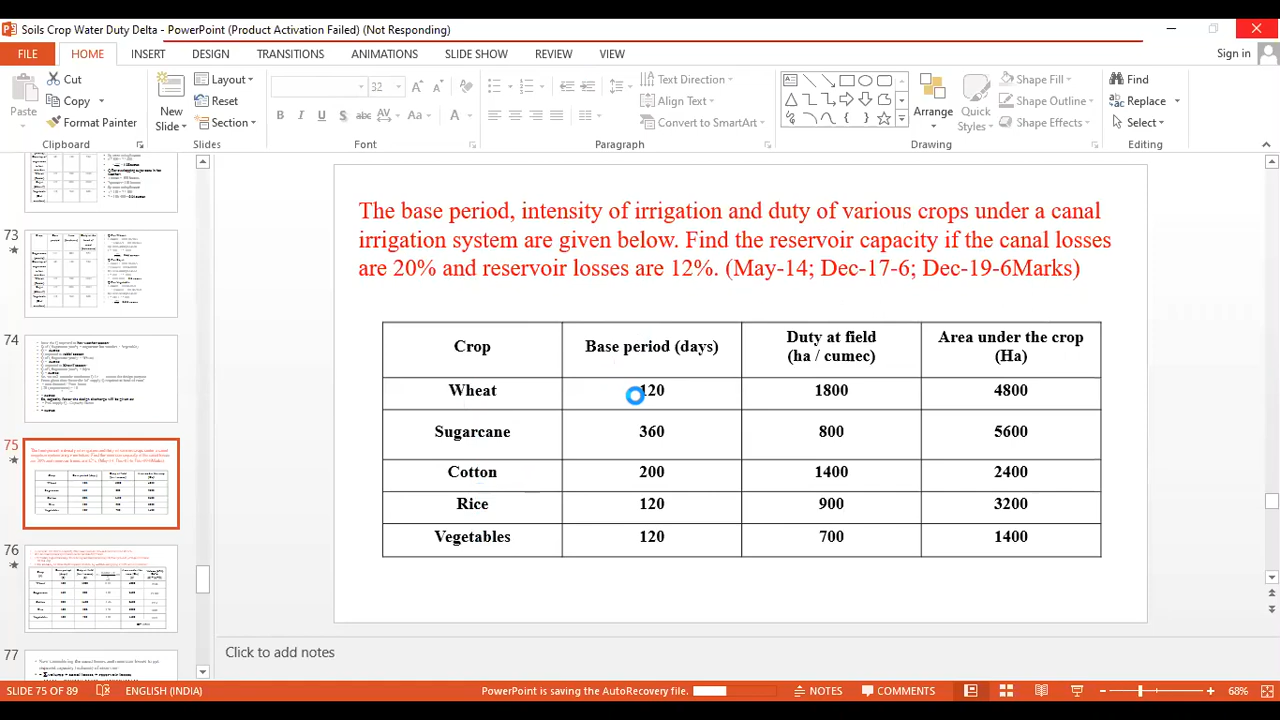 Soils Crop Water Duty Delta - PowerPoint (Product Activation Failed) (Not Responding)
FILE HOME INSERT DESIGN TRANSITIONS ANIMATIONS SLIDE SHOW REVIEW VIEW Sign in
Paste Cut Copy Format Painter
Clipboard
New Slide Layout Reset Section
Slides
32
B I U S abc AV Aa A
Font
Text Direction Align Text Convert to SmartArt
Paragraph
Arrange Quick Styles Shape Fill Shape Outline Shape Effects
Drawing
Find Replace Select
Editing
73
74
75
76
77
The base period, intensity of irrigation and duty of various crops under a canal
irrigation system are given below. Find the reservoir capacity if the canal losses
are 20% and reservoir losses are 12%. (May-14; Dec-17-6; Dec-19-6Marks)
Crop Base period (days) Duty at field (ha / cumec) Area under the crop (Ha)
Wheat 120 1800 4800
Sugarcane 360 800 5600
Cotton 200 1400 2400
Rice 120 900 3200
Vegetables 120 700 1400
Click to add notes
SLIDE 75 OF 89 ENGLISH (INDIA) PowerPoint is saving the AutoRecovery file. NOTES COMMENTS 68%